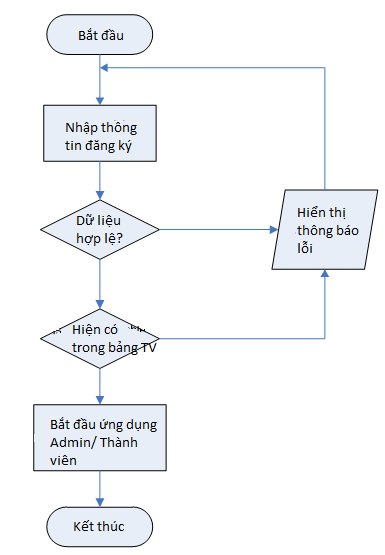 Bắt đầu
Nhập thông
tin đăng ký
Dữ liệu
hợp lệ?
Hiển thị
thông báo
lỗi
Hiện có
trong bảng TV
Bắt đầu ứng dụng
Admin/ Thành
viên
Kết thúc